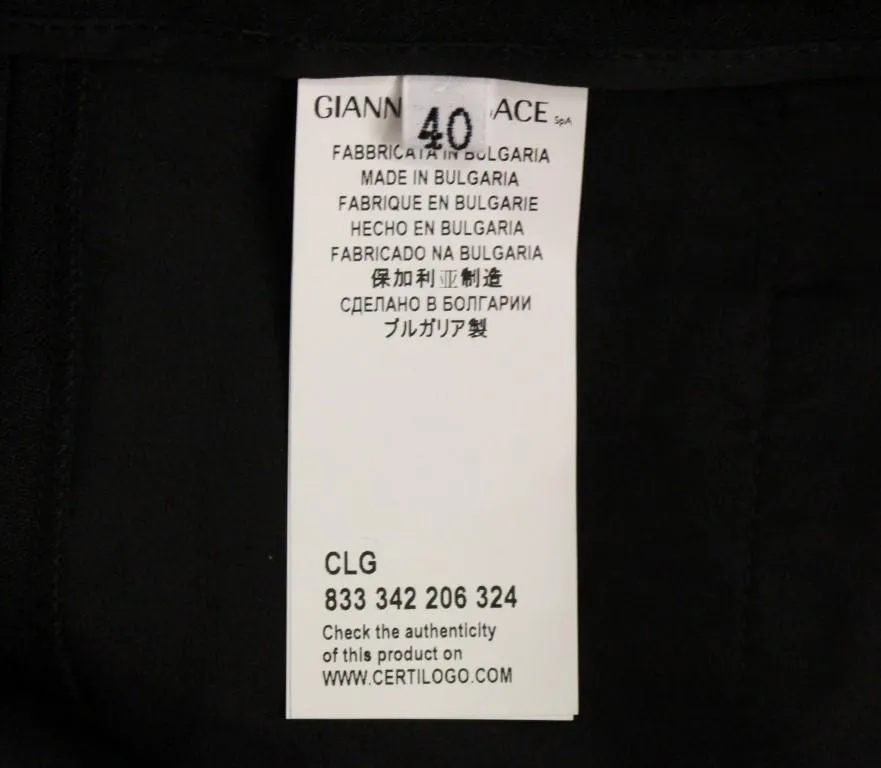 40
SpA
FABBRICATA IN BULGARIA
MADE IN BULGARIA
FABRIQUE EN BULGARIE
HECHO EN BULGARIA
FABRICADO NA BULGARIA
保加利亚制造
СДЕЛАНО В БОЛГАРИИ
ブルガリア製
CLG
833 342 206 324
Check the authenticity
of this product on
WWW.CERTILOGO.COM